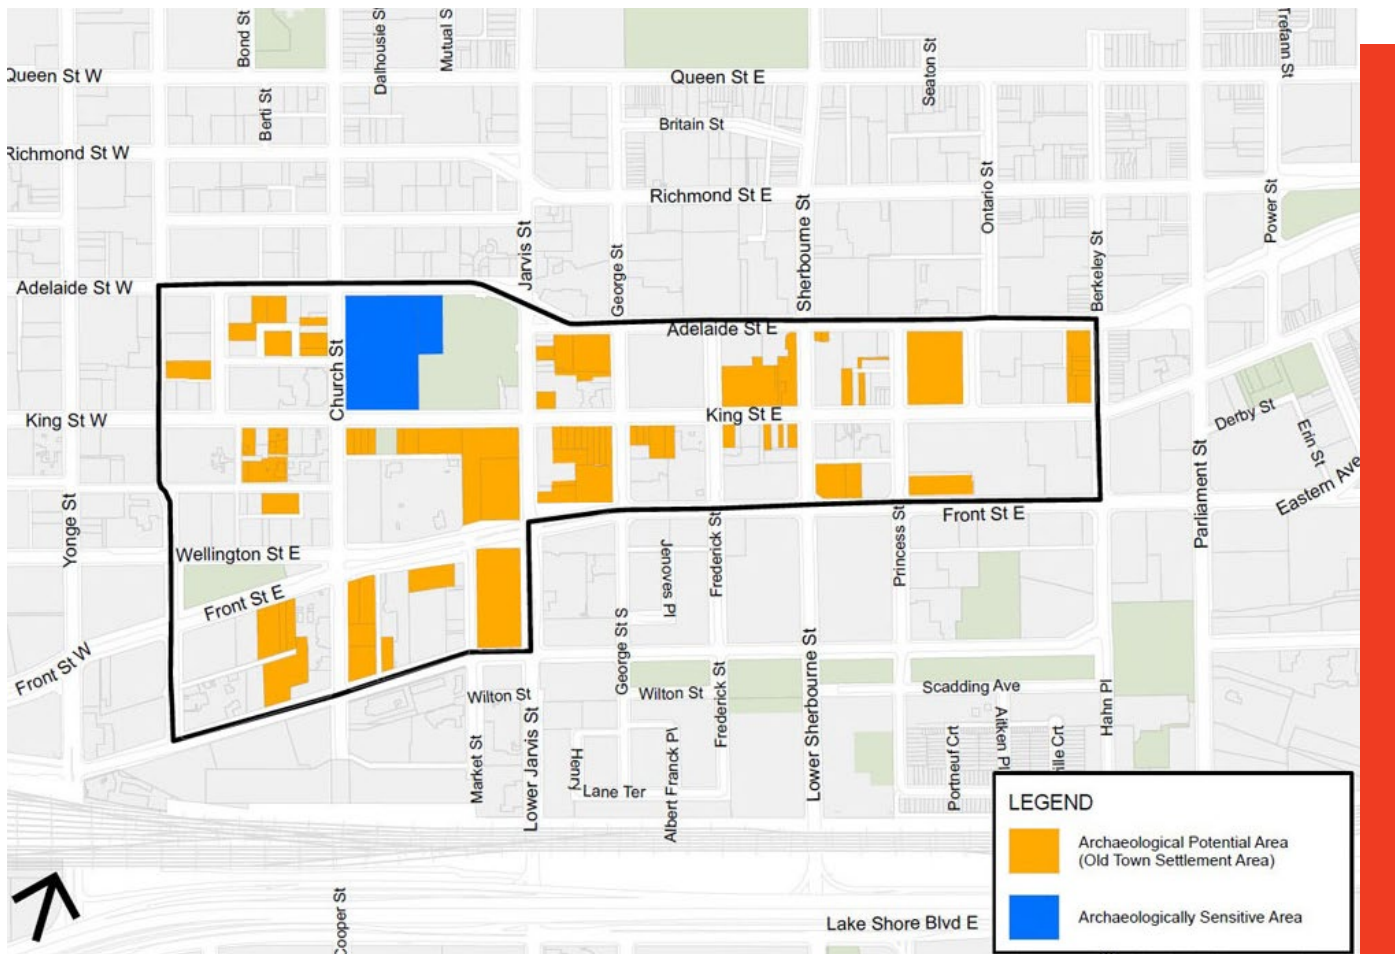 Bond St
Dalhousie St
Mutual S
Trefann St
Queen St W
Queen St E
Seaton St
Berti St
Britain St
Richmond St W
Richmond St E
Ontario St
Power St
Jarvis St
George St
Sherbourne St
Berkeley St
Adelaide St W
Adelaide St E
Church St
King St W
King St E
Derby St
Erin St
Eastern Ave
Parliament St
Yonge St
Front St E
Wellington St E
Jenoves Pl
Frederick St
Princess St
Front St E
Front St W
George St S
Wilton St
Wilton St
Frederick St
Lower Sherbourne St
Scadding Ave
Hahn Pl
Market St
Lower Jarvis St
Henry
Lane Ter
Albert Franck Pl
Portneuf Crt
Aitken Pl
ille Crt
LEGEND
Archaeological Potential Area
(Old Town Settlement Area)
Archaeologically Sensitive Area
Cooper St
Lake Shore Blvd E